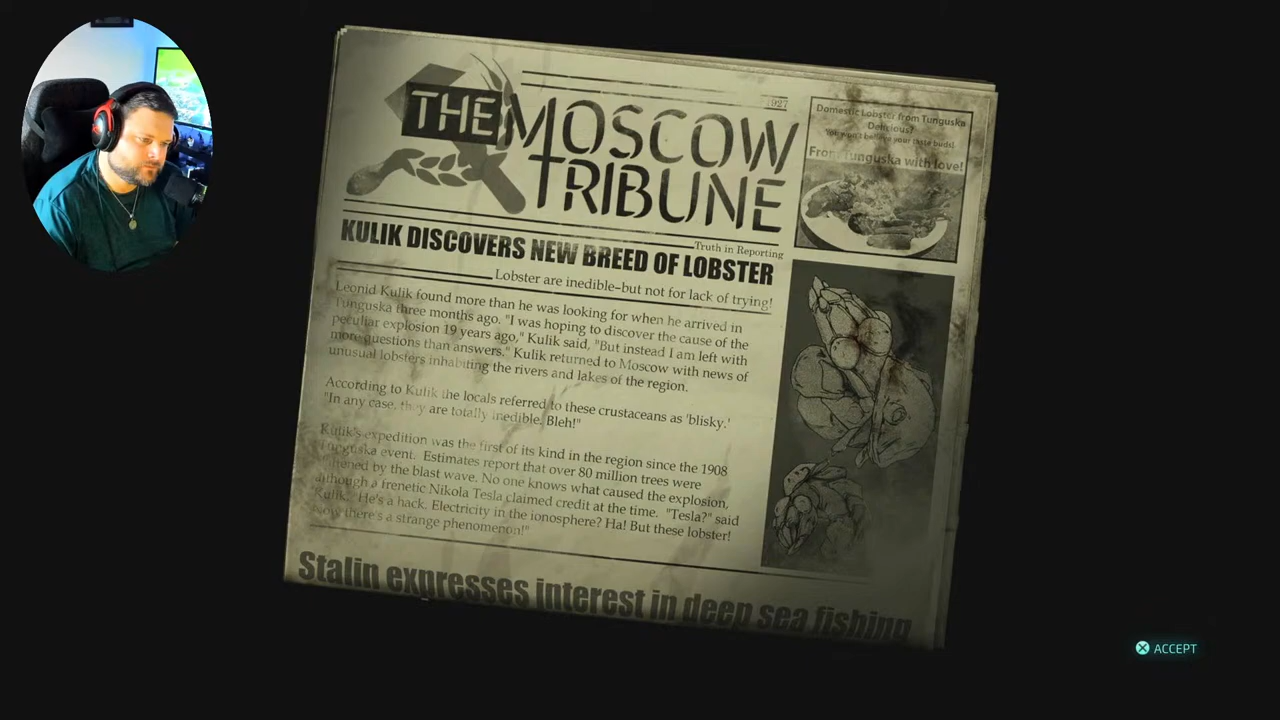 THE MOSCOW
TRIBUNE
1927
Truth in Reporting
KULIK DISCOVERS NEW BREED OF LOBSTER
Lobster are inedible-but not for lack of trying!
Leonid Kulik found more than he was looking for when he arrived in
Tunguska three months ago. "I was hoping to discover the cause of the
peculiar explosion 19 years ago," Kulik said, "But instead I am left with
more questions than answers." Kulik returned to Moscow with news of
unusual lobsters inhabiting the rivers and lakes of the region.
According to Kulik the locals referred to these crustaceans as 'blisky.'
"In any case, they are totally inedible. Bleh!"
Kulik's expedition was the first of its kind in the region since the 1908
Tunguska event. Estimates report that over 80 million trees were
flattened by the blast wave. No one knows what caused the explosion,
although a frenetic Nikola Tesla claimed credit at the time. "Tesla?" said
Kulik. "He's a hack. Electricity in the ionosphere? Ha! But these lobster!
Now there's a strange phenomenon!"
Stalin expresses interest in deep sea fishing
Domestic Lobster from Tunguska
Delicious?
You won't believe your taste buds!
From Tunguska with love!
ACCEPT